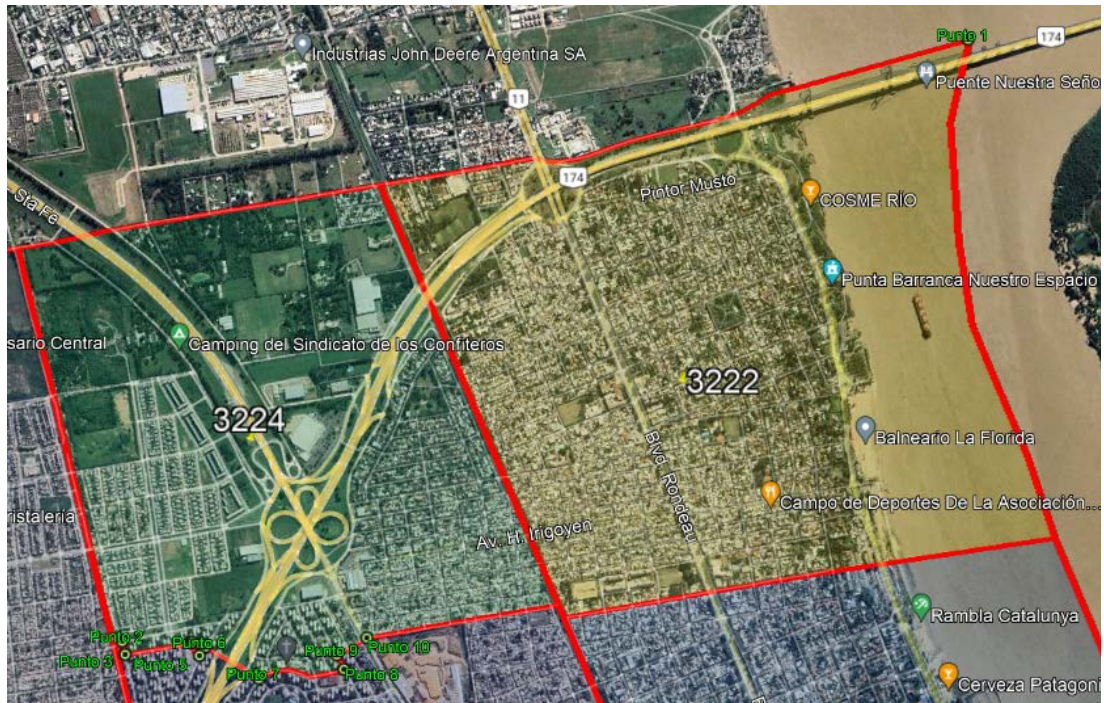 Punto 1
174
Industrias John Deere Argentina SA
Puente Nuestra Seño
11
174
Pintor Musto
COSME RÍO
Sta Fé
Punta Barranca Nuestro Espacio
sario Central
Camping del Sindicato de los Confiteros
3222
3224
Blvd. Rondeau
Balneario La Florida
Campo de Deportes De La Asociación...
ristalería
Av. H. Irigoyen
Rambla Catalunya
Punto 2
Punto 6
Punto 9
Punto 10
Punto 3
Punto 5
Punto 7
Punto 8
Cerveza Patagoni